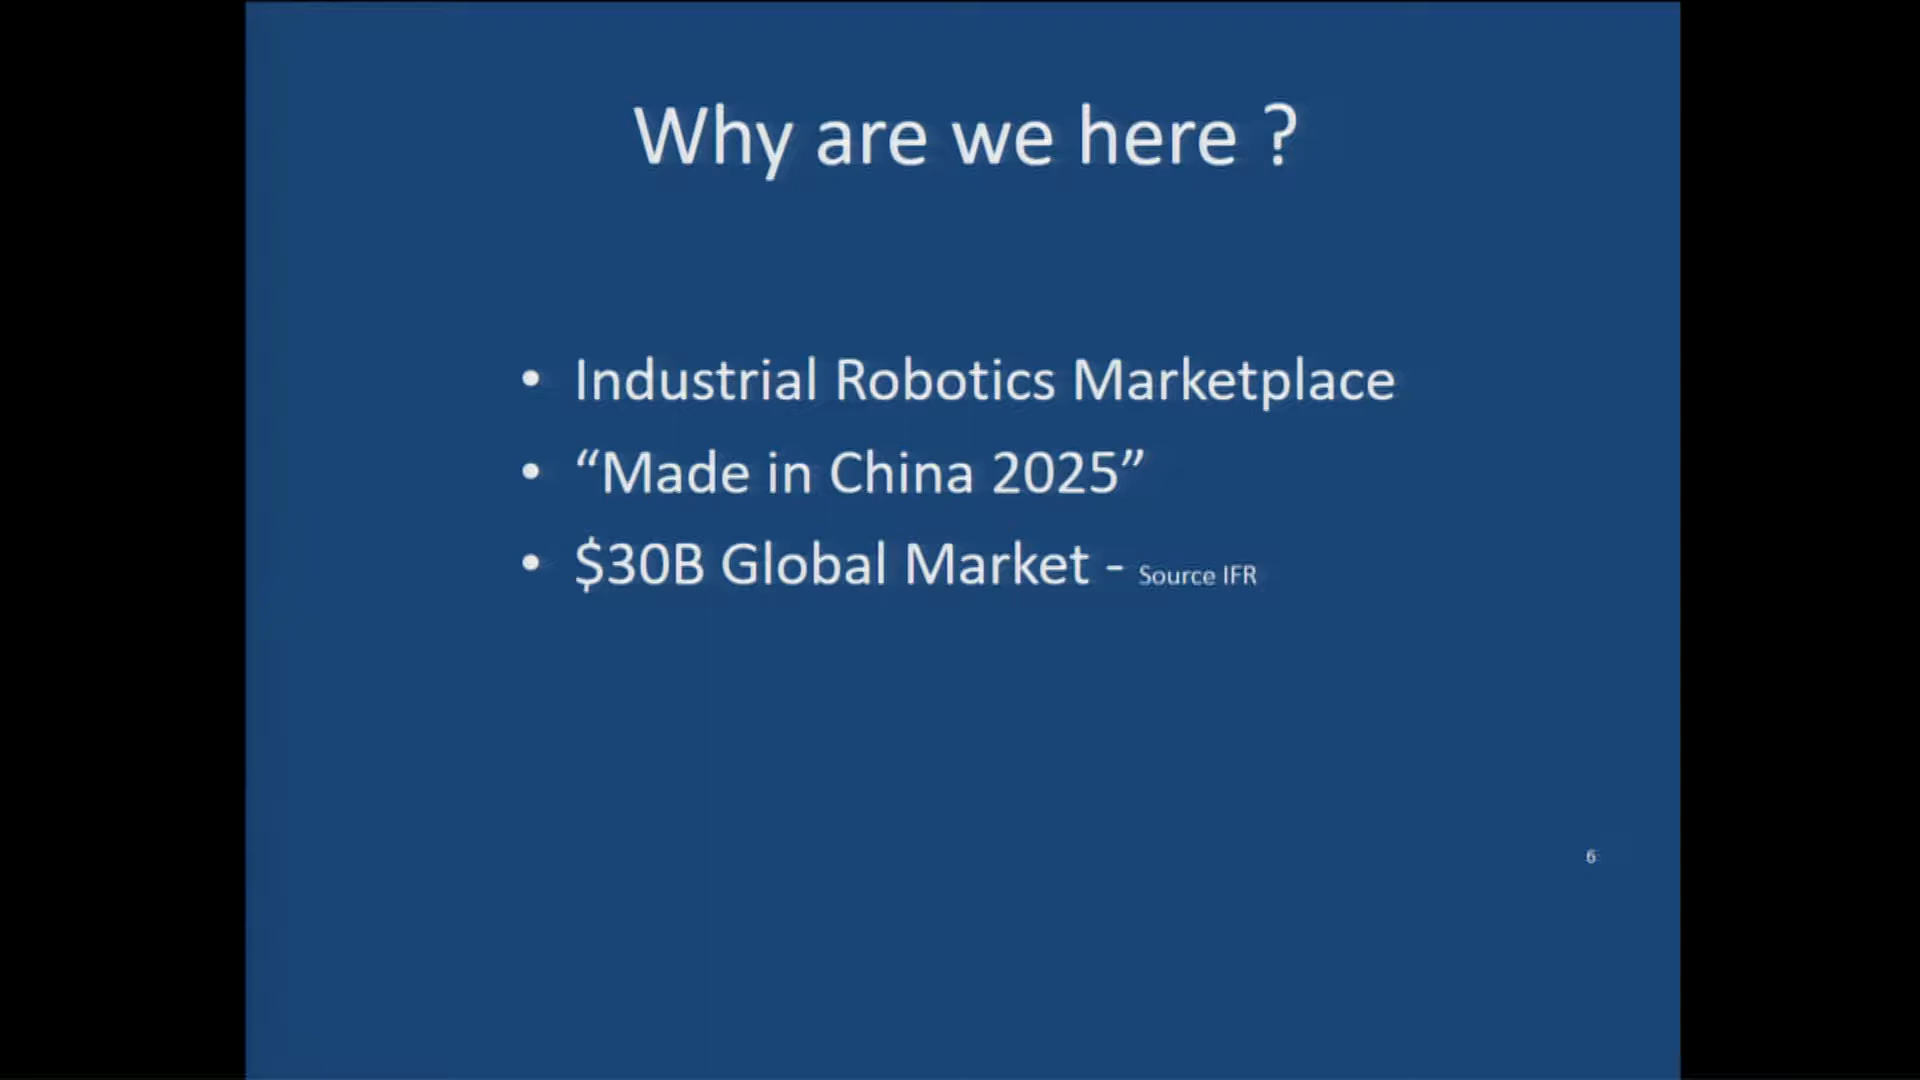 Why are we here ?
• Industrial Robotics Marketplace
• “Made in China 2025”
• $30B Global Market - Source IFR
6